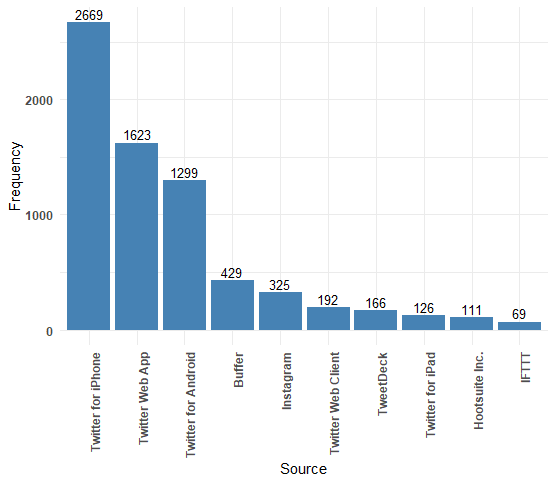 2669
1623
1299
429
325
192
166
126
111
69
Frequency
2000
1000
0
Twitter for iPhone
Twitter Web App
Twitter for Android
Buffer
Instagram
Twitter Web Client
TweetDeck
Twitter for iPad
Hootsuite Inc.
IFTTT
Source